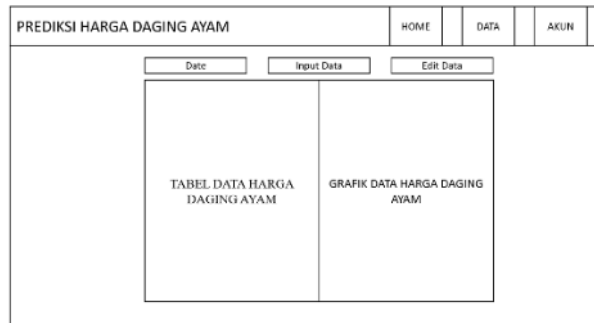 PREDIKSI HARGA DAGING AYAM
HOME
DATA
AKUN
Date
Input Data
Edit Data
TABEL DATA HARGA
DAGING AYAM
GRAFIK DATA HARGA DAGING
AYAM